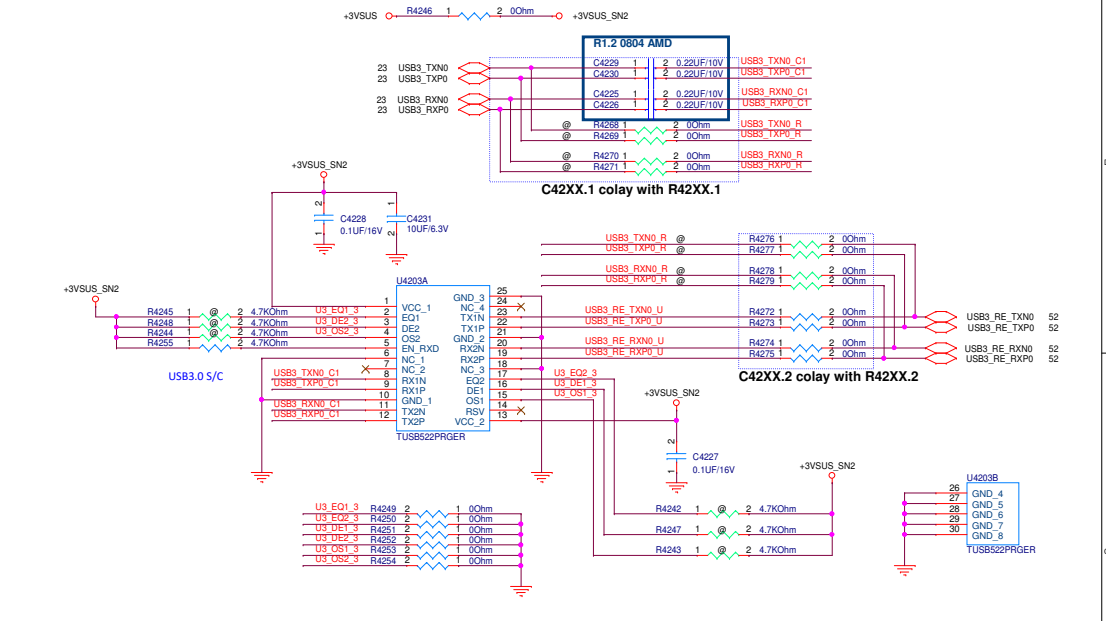 +3VSUS R4246 1 2 0Ohm +3VSUS_SN2
R1.2 0804 AMD
23 USB3_TXN0 C4229 1 2 0.22UF/10V USB3_TXN0_C1
23 USB3_TXP0 C4230 1 2 0.22UF/10V USB3_TXP0_C1
23 USB3_RXN0 C4225 1 2 0.22UF/10V USB3_RXN0_C1
23 USB3_RXP0 C4226 1 2 0.22UF/10V USB3_RXP0_C1
@ R4268 1 2 0Ohm USB3_TXN0_R
@ R4269 1 2 0Ohm USB3_TXP0_R
@ R4270 1 2 0Ohm USB3_RXN0_R
@ R4271 1 2 0Ohm USB3_RXP0_R
C42XX.1 colay with R42XX.1
+3VSUS_SN2
2 1 C4228 0.1UF/16V
1 2 C4231 10UF/6.3V
USB3_TXN0_R @ R4276 1 2 0Ohm
USB3_TXP0_R R4277 1 2 0Ohm
USB3_RXN0_R @ R4278 1 2 0Ohm
USB3_RXP0_R @ R4279 1 2 0Ohm
USB3_RE_TXN0_U R4272 1 2 0Ohm USB3_RE_TXN0 52
USB3_RE_TXP0_U R4273 1 2 0Ohm USB3_RE_TXP0 52
USB3_RE_RXN0_U R4274 1 2 0Ohm USB3_RE_RXN0 52
USB3_RE_RXP0_U R4275 1 2 0Ohm USB3_RE_RXP0 52
C42XX.2 colay with R42XX.2
+3VSUS_SN2
R4245 1 @ 2 4.7KOhm U3_EQ1_3
R4248 1 @ 2 4.7KOhm U3_DE2_3
R4244 1 @ 2 4.7KOhm U3_OS2_3
R4255 1 2 4.7KOhm
USB3.0 S/C
USB3_TXN0_C1
USB3_TXP0_C1
USB3_RXN0_C1
USB3_RXP0_C1
U4203A
GND_3 25
1 VCC_1 NC_4 24
2 EQ1 TX1N 23
3 DE2 TX1P 22
4 OS2 GND_2 21
5 EN_RXD RX2N 20
6 NC_1 RX2P 19
7 NC_2 NC_3 18
8 RX1N EQ2 17
9 RX1P DE1 16
10 GND_1 OS1 15
11 TX2N RSV 14
12 TX2P VCC_2 13
TUSB522PRGER
U3_EQ2_3
U3_DE1_3
U3_OS1_3
+3VSUS_SN2
2 1 C4227 0.1UF/16V
+3VSUS_SN2
R4242 1 @ 2 4.7KOhm
R4247 1 @ 2 4.7KOhm
R4243 1 @ 2 4.7KOhm
U4203B
26 GND_4
27 GND_5
28 GND_6
29 GND_7
30 GND_8
TUSB522PRGER
U3_EQ1_3 R4249 2 1 0Ohm
U3_EQ2_3 R4250 2 1 0Ohm
U3_DE1_3 R4251 2 1 0Ohm
U3_DE2_3 R4252 2 1 0Ohm
U3_OS1_3 R4253 2 1 0Ohm
U3_OS2_3 R4254 2 1 0Ohm